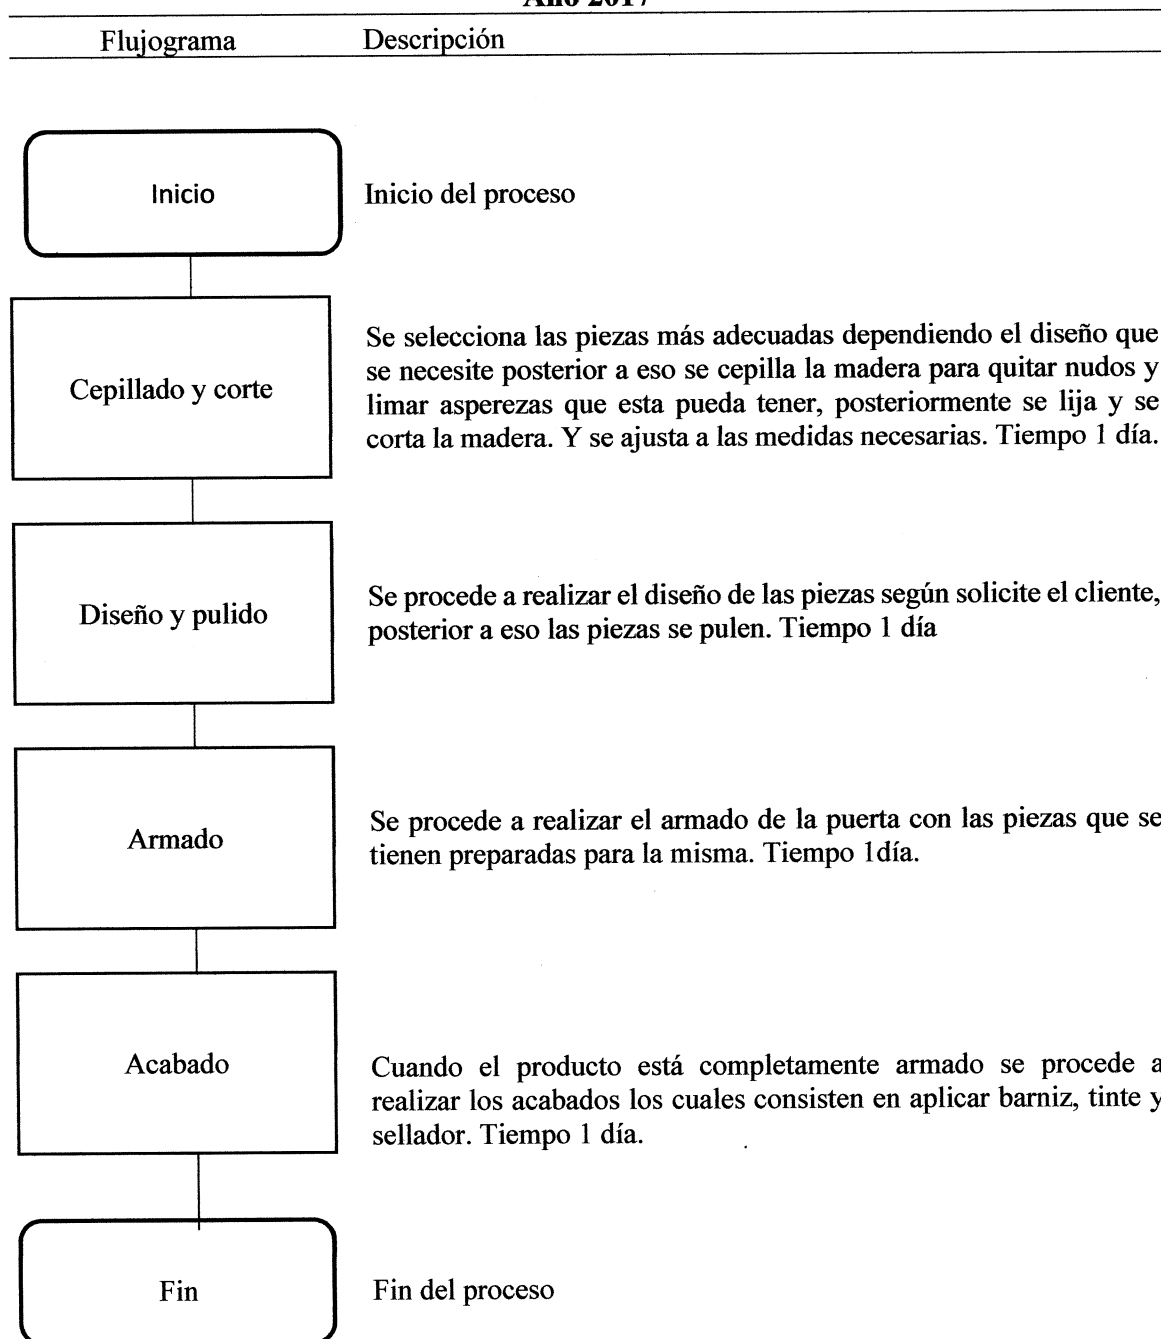 Año 2017
Flujograma Descripción
Inicio
Inicio del proceso
Cepillado y corte
Se selecciona las piezas más adecuadas dependiendo el diseño que
se necesite posterior a eso se cepilla la madera para quitar nudos y
limar asperezas que esta pueda tener, posteriormente se lija y se
corta la madera. Y se ajusta a las medidas necesarias. Tiempo 1 día.
Diseño y pulido
Se procede a realizar el diseño de las piezas según solicite el cliente,
posterior a eso las piezas se pulen. Tiempo 1 día
Armado
Se procede a realizar el armado de la puerta con las piezas que se
tienen preparadas para la misma. Tiempo 1día.
Acabado
Cuando el producto está completamente armado se procede a
realizar los acabados los cuales consisten en aplicar barniz, tinte y
sellador. Tiempo 1 día.
Fin
Fin del proceso